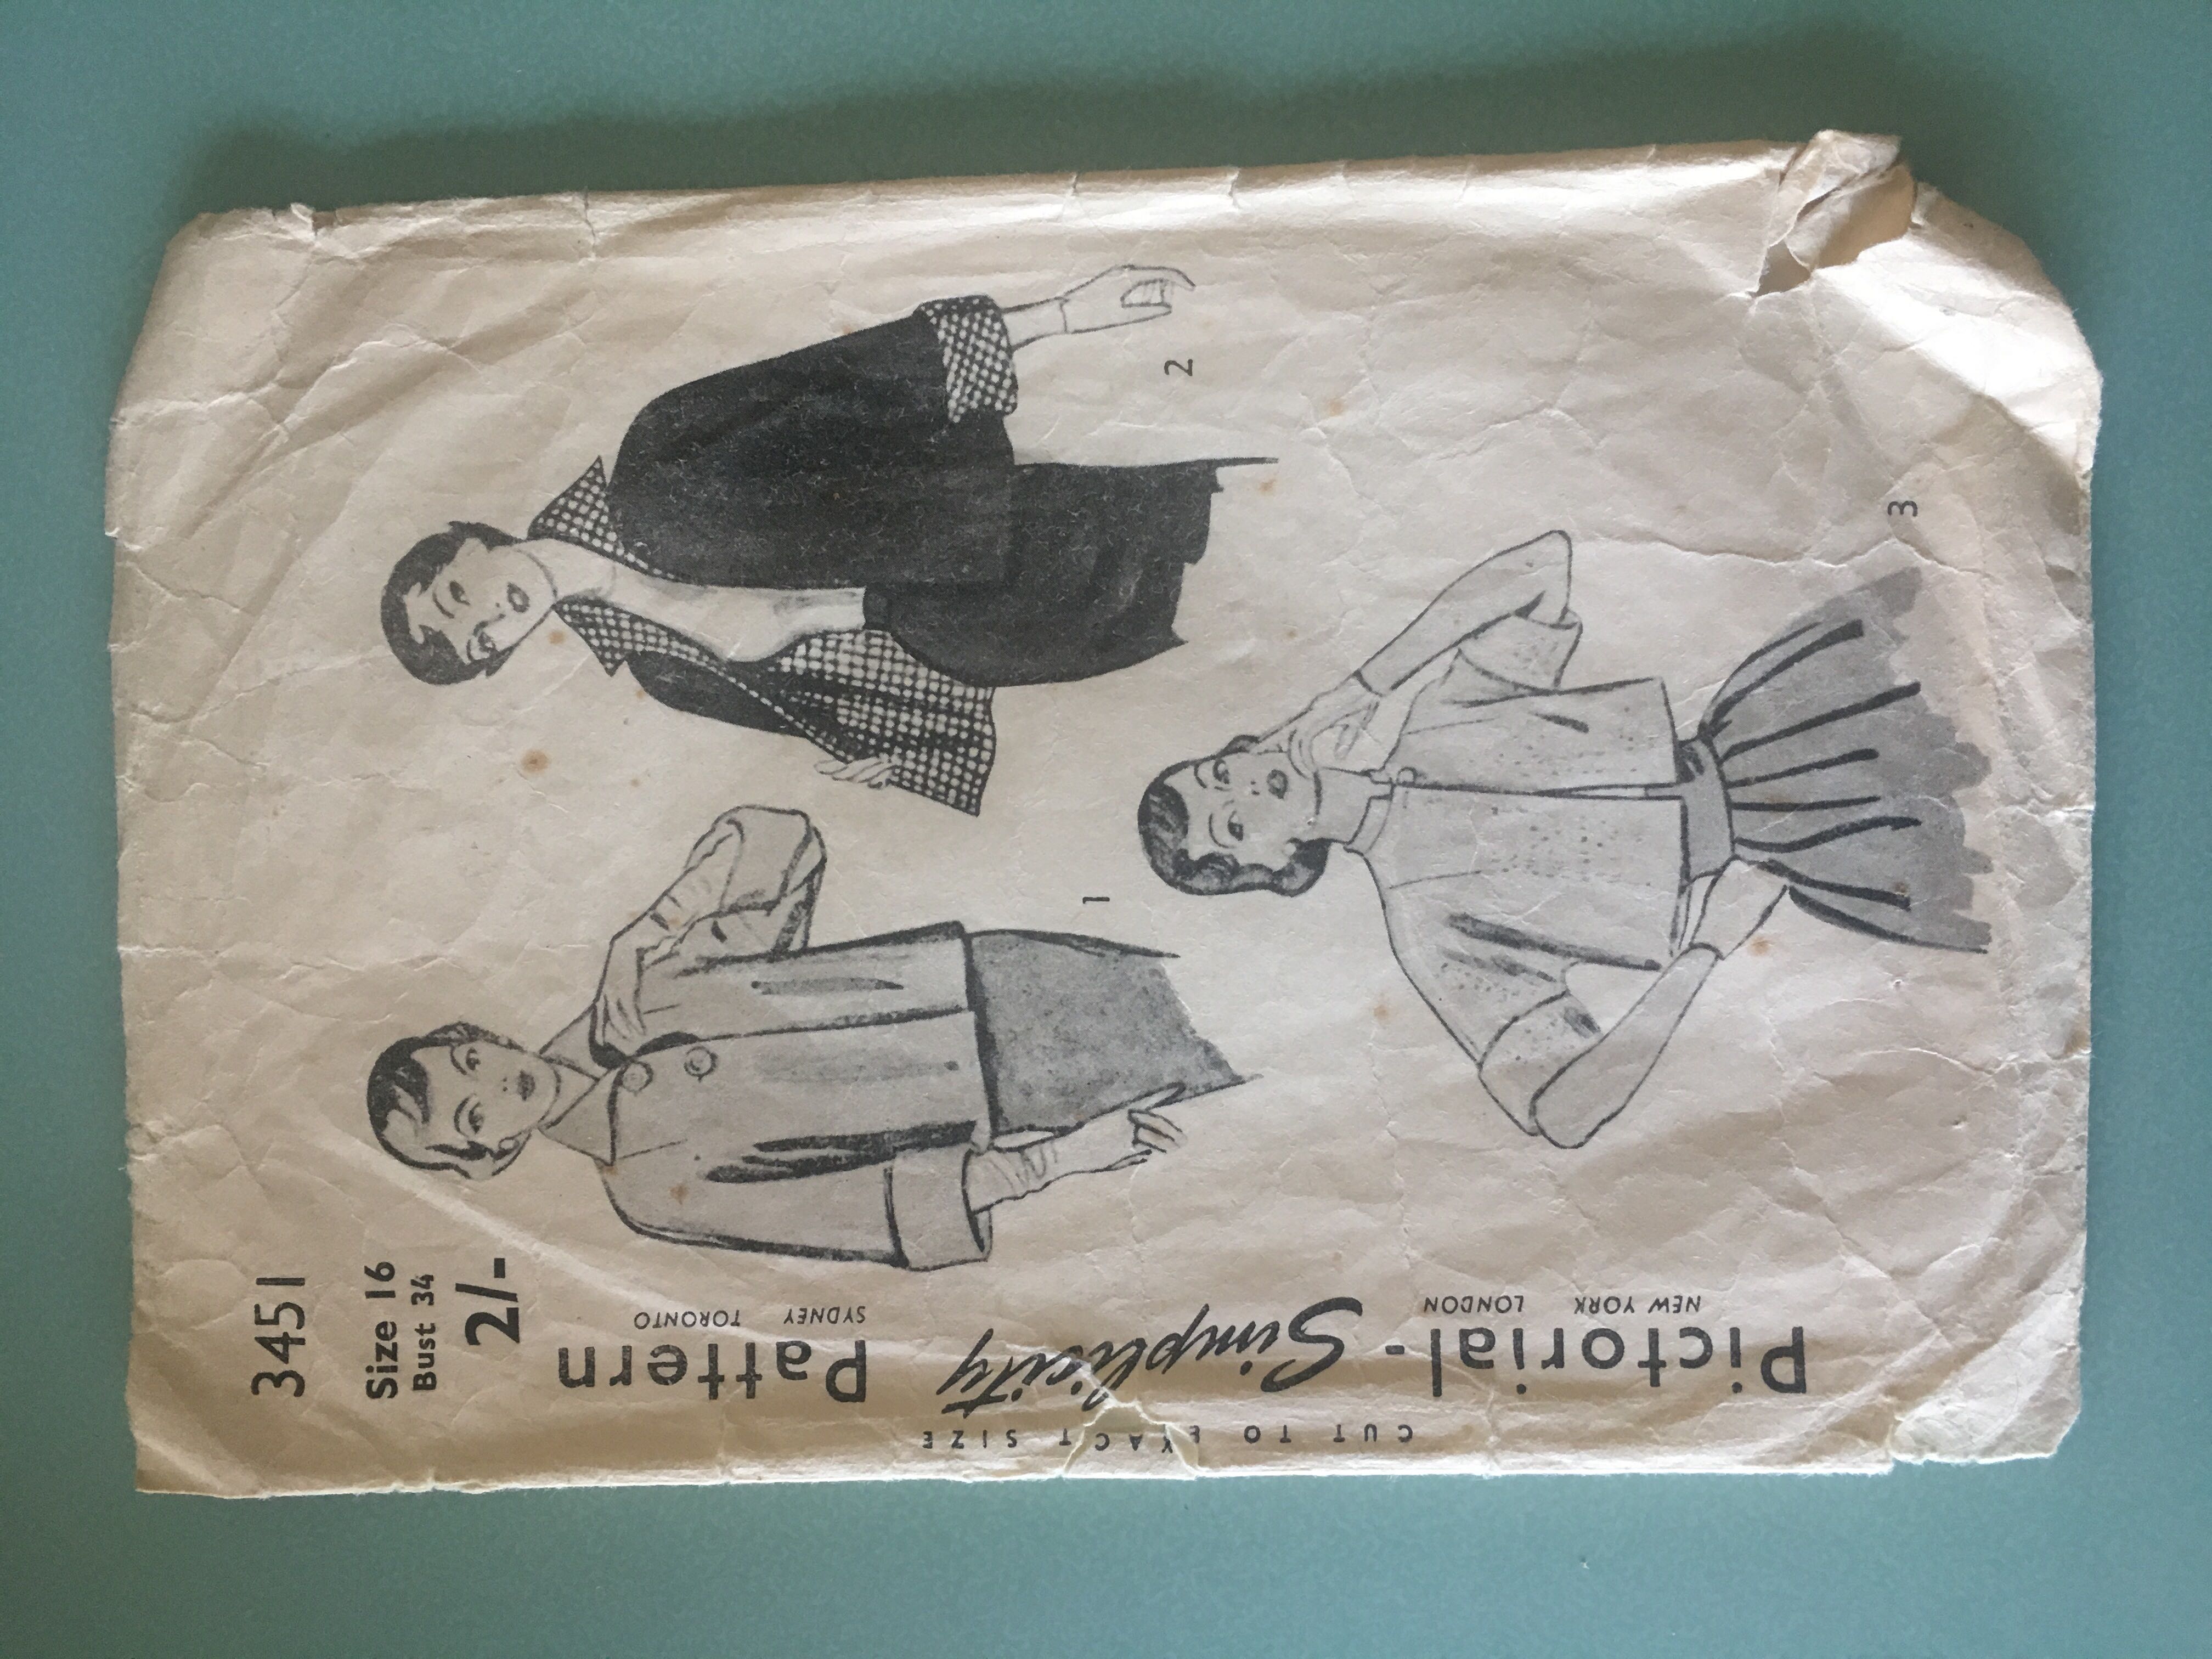 3451
Size 16
Bust 34
2/-
CUT TO EXACT SIZE
Pictorial-Simplicity Pattern
NEW YORK LONDON SYDNEY TORONTO
1
2
3